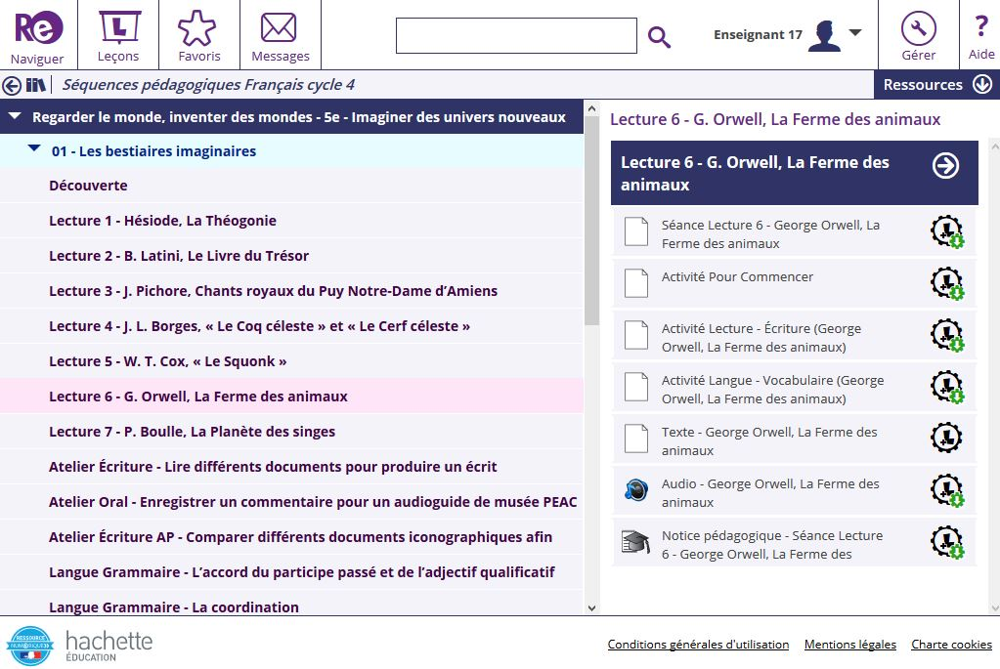 Re
Naviguer
Leçons
Favoris
Messages
Enseignant 17
Gérer
?
Aide
Séquences pédagogiques Français cycle 4
Ressources
Regarder le monde, inventer des mondes - 5e - Imaginer des univers nouveaux
01 - Les bestiaires imaginaires
Découverte
Lecture 1 - Hésiode, La Théogonie
Lecture 2 - B. Latini, Le Livre du Trésor
Lecture 3 - J. Pichore, Chants royaux du Puy Notre-Dame d’Amiens
Lecture 4 - J. L. Borges, « Le Coq céleste » et « Le Cerf céleste »
Lecture 5 - W. T. Cox, « Le Squonk »
Lecture 6 - G. Orwell, La Ferme des animaux
Lecture 7 - P. Boulle, La Planète des singes
Atelier Écriture - Lire différents documents pour produire un écrit
Atelier Oral - Enregistrer un commentaire pour un audioguide de musée PEAC
Atelier Écriture AP - Comparer différents documents iconographiques afin
Langue Grammaire - L’accord du participe passé et de l’adjectif qualificatif
Langue Grammaire - La coordination
Lecture 6 - G. Orwell, La Ferme des animaux
Lecture 6 - G. Orwell, La Ferme des
animaux
Séance Lecture 6 - George Orwell, La
Ferme des animaux
Activité Pour Commencer
Activité Lecture - Écriture (George
Orwell, La Ferme des animaux)
Activité Langue - Vocabulaire (George
Orwell, La Ferme des animaux)
Texte - George Orwell, La Ferme des
animaux
Audio - George Orwell, La Ferme des
animaux
Notice pédagogique - Séance Lecture
6 - George Orwell, La Ferme des
RESSOURCE
NUMÉRIQUE
hachette
ÉDUCATION
Conditions générales d'utilisation
Mentions légales
Charte cookies